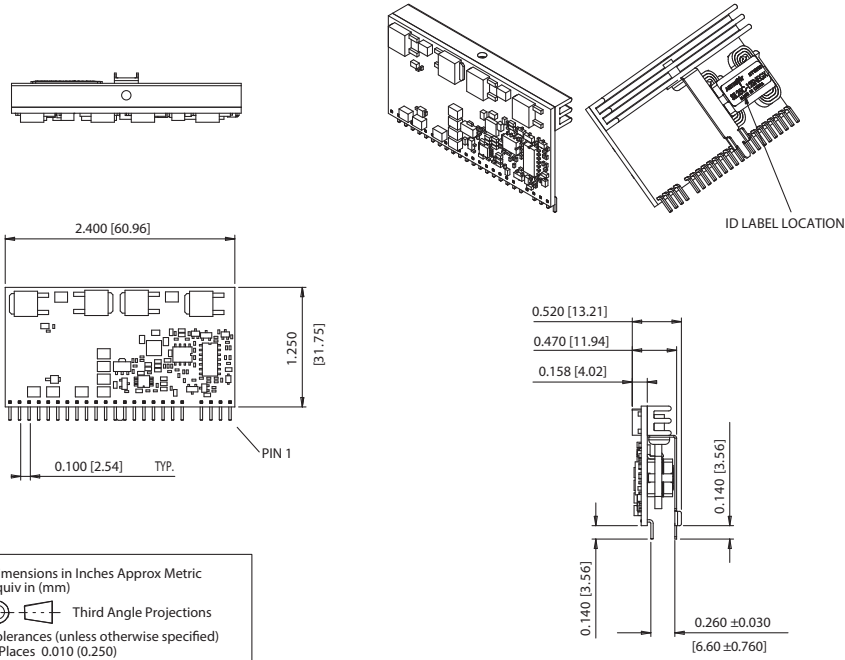 ID LABEL LOCATION
2.400 [60.96]
1.250
[31.75]
PIN 1
0.100 [2.54] TYP.
0.520 [13.21]
0.470 [11.94]
0.158 [4.02]
0.140 [3.56]
0.140 [3.56]
0.260 ±0.030
[6.60 ±0.760]
mensions in Inches Approx Metric
quiv in (mm)
Third Angle Projections
olerances (unless otherwise specified)
Places 0.010 (0.250)